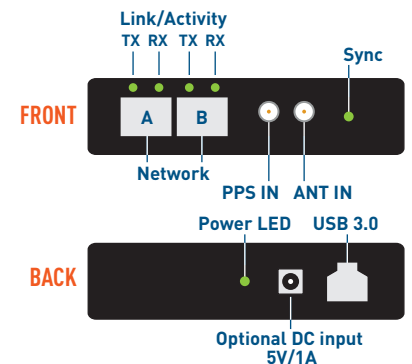 Link/Activity
TX RX TX RX
Sync
FRONT
A B
Network
PPS IN ANT IN
Power LED USB 3.0
BACK
Optional DC input
5V/1A